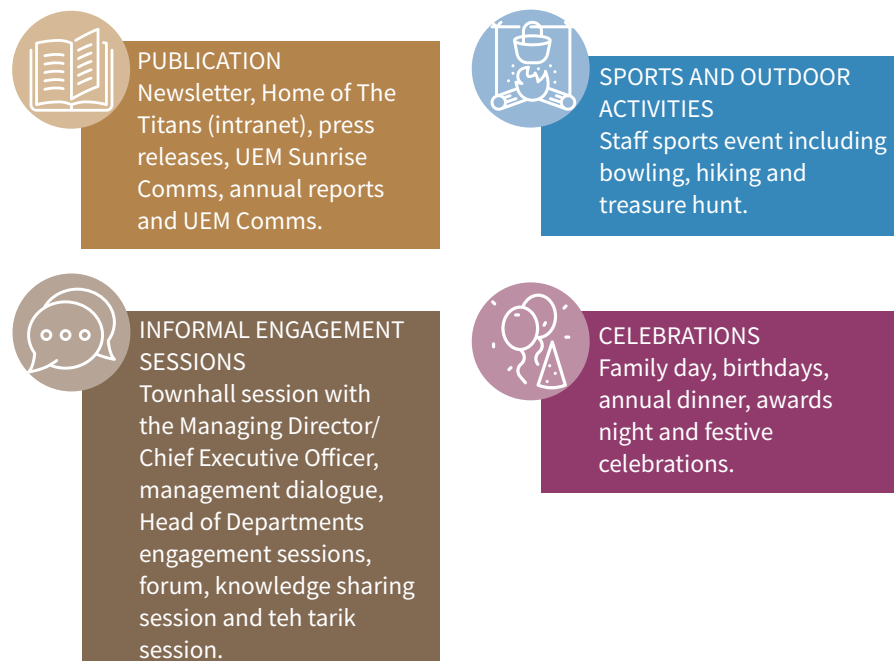 PUBLICATION
Newsletter, Home of The
Titans (intranet), press
releases, UEM Sunrise
Comms, annual reports
and UEM Comms.
SPORTS AND OUTDOOR
ACTIVITIES
Staff sports event including
bowling, hiking and
treasure hunt.
INFORMAL ENGAGEMENT
SESSIONS
Townhall session with
the Managing Director/
Chief Executive Officer,
management dialogue,
Head of Departments
engagement sessions,
forum, knowledge sharing
session and teh tarik
session.
CELEBRATIONS
Family day, birthdays,
annual dinner, awards
night and festive
celebrations.